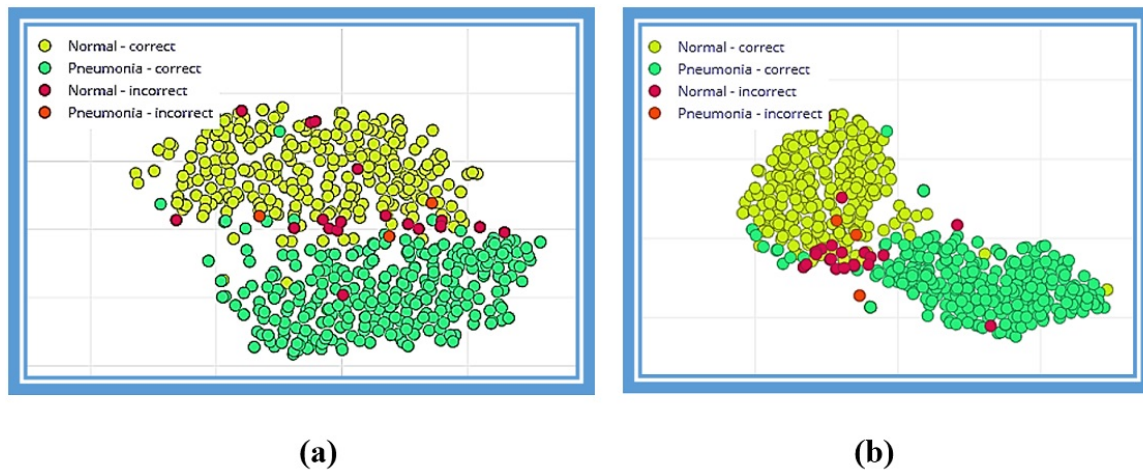 Normal - correct
Pneumonia - correct
Normal - incorrect
Pneumonia - incorrect
Normal - correct
Pneumonia - correct
Normal - incorrect
Pneumonia - incorrect
(a)
(b)